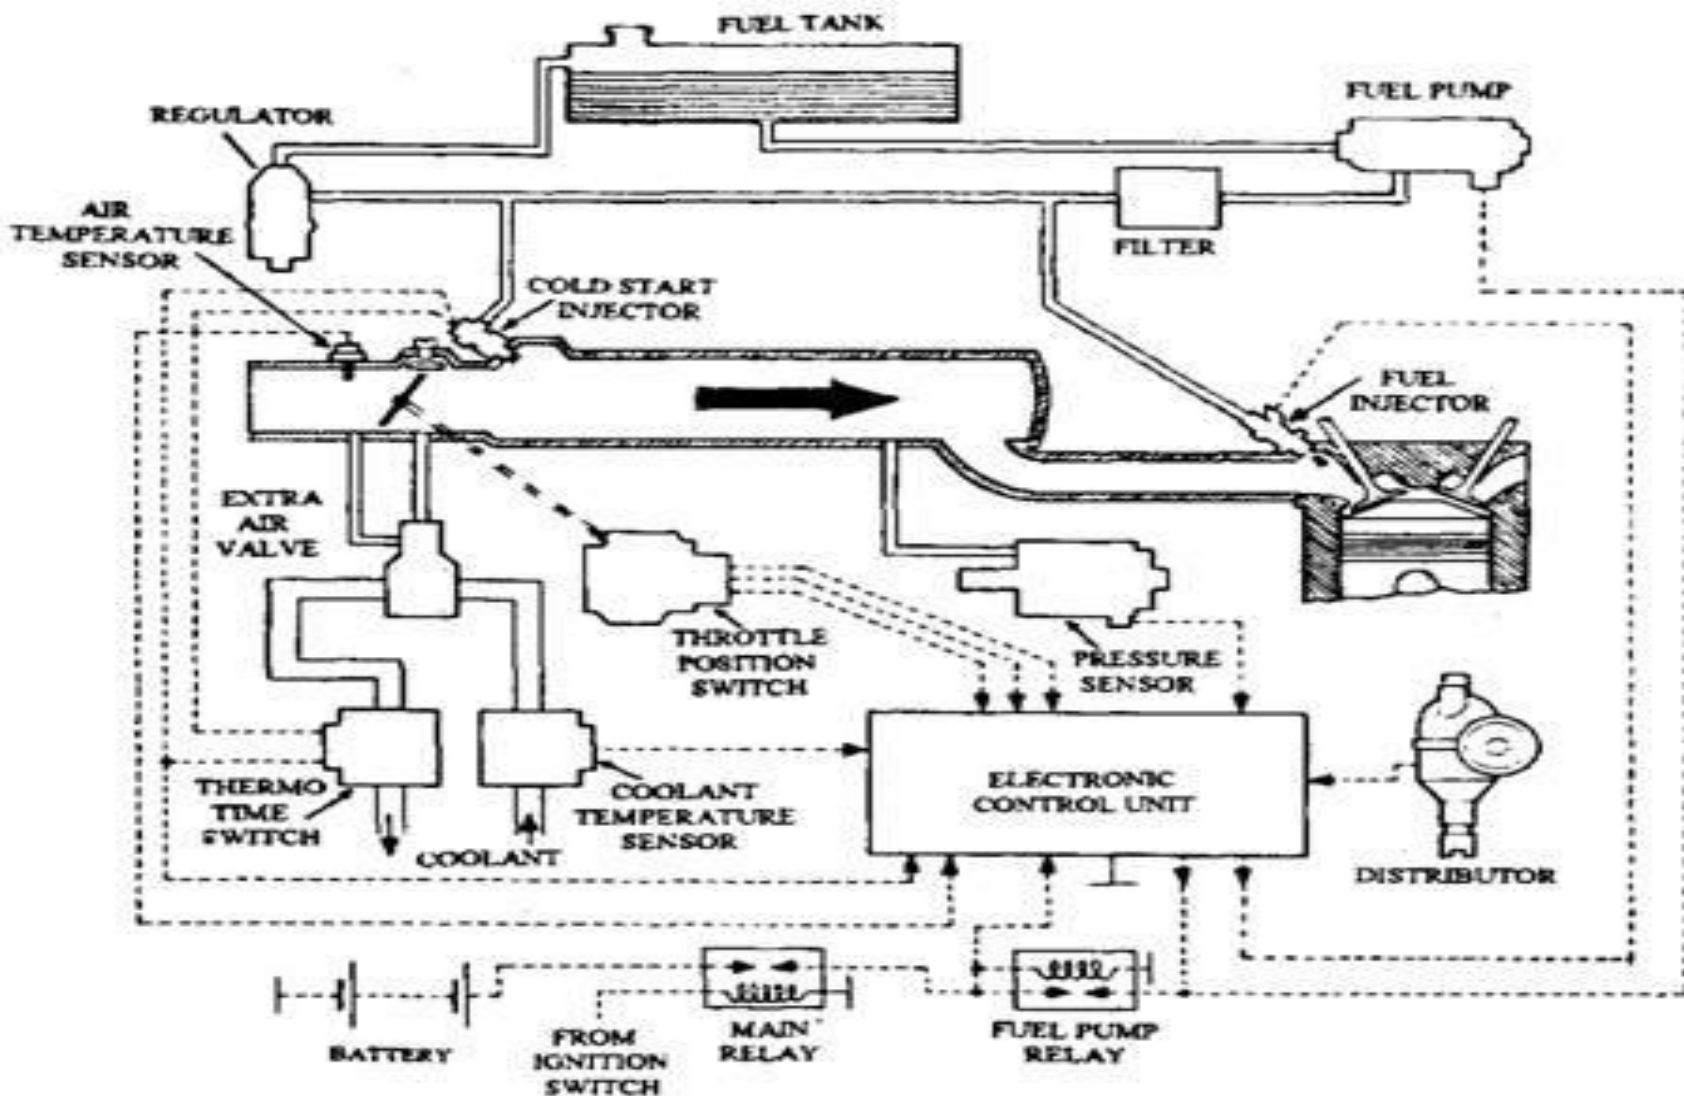 FUEL TANK
FUEL PUMP
REGULATOR
AIR
TEMPERATURE
SENSOR
FILTER
COLD START
INJECTOR
FUEL
INJECTOR
EXTRA
AIR
VALVE
THROTTLE
POSITION
SWITCH
PRESSURE
SENSOR
THERMO
TIME
SWITCH
COOLANT
COOLANT
TEMPERATURE
SENSOR
ELECTRONIC
CONTROL UNIT
DISTRIBUTOR
BATTERY
FROM
IGNITION
SWITCH
MAIN
RELAY
FUEL PUMP
RELAY